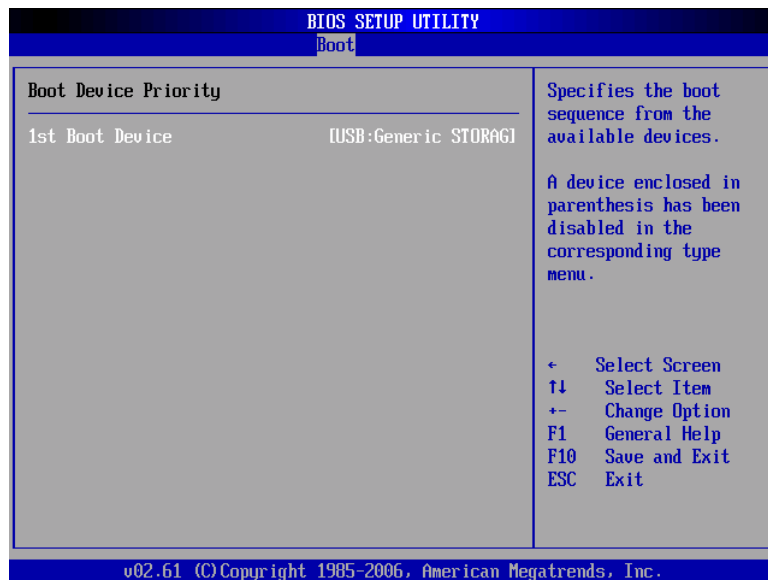 BIOS SETUP UTILITY
Boot
Boot Device Priority
1st Boot Device [USB:Generic STORAG]
Specifies the boot
sequence from the
available devices.
A device enclosed in
parenthesis has been
disabled in the
corresponding type
menu.
← Select Screen
↑↓ Select Item
+- Change Option
F1 General Help
F10 Save and Exit
ESC Exit
v02.61 (C)Copyright 1985-2006, American Megatrends, Inc.